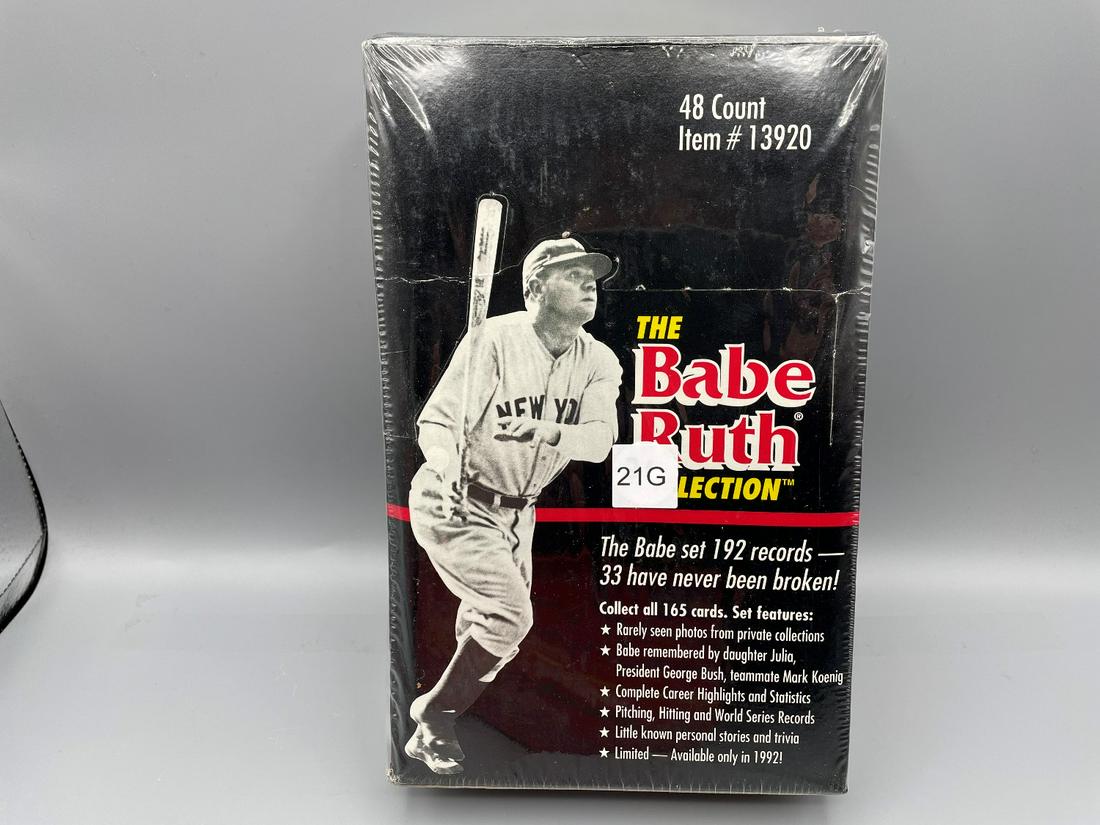 48 Count
Item # 13920
THE
Babe
Ruth®
21G
LECTION™
NEW YO
The Babe set 192 records —
33 have never been broken!
Collect all 165 cards. Set features:
★ Rarely seen photos from private collections
★ Babe remembered by daughter Julia,
President George Bush, teammate Mark Koenig
★ Complete Career Highlights and Statistics
★ Pitching, Hitting and World Series Records
★ Little known personal stories and trivia
★ Limited — Available only in 1992!